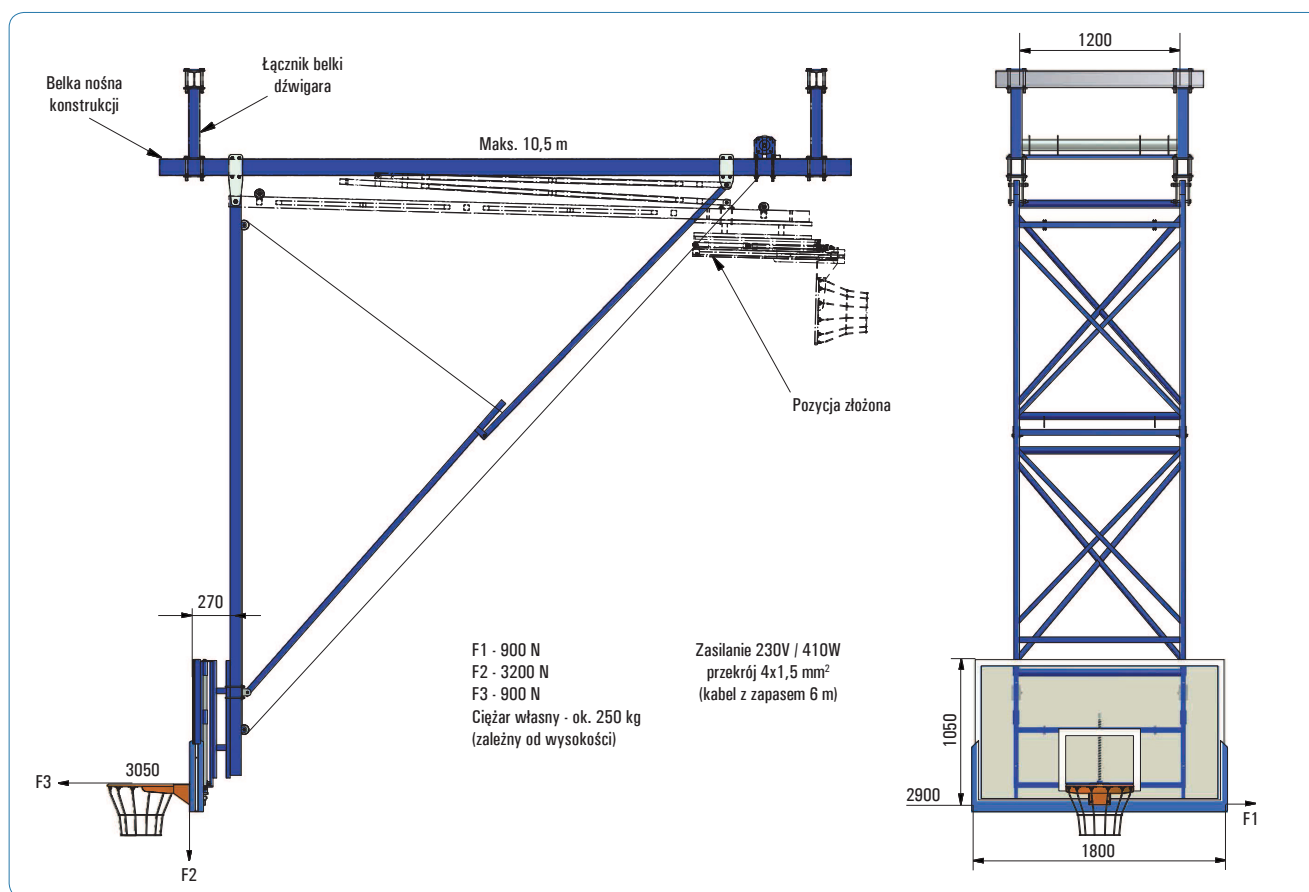 Łącznik belki
dźwigara
Belka nośna
konstrukcji
Maks. 10,5 m
1200
Pozycja złożona
270
F1 - 900 N
F2 - 3200 N
F3 - 900 N
Ciężar własny - ok. 250 kg
(zależny od wysokości)
Zasilanie 230V / 410W
przekrój 4x1,5 mm²
(kabel z zapasem 6 m)
1050
3050
F3
F2
2900
F1
1800